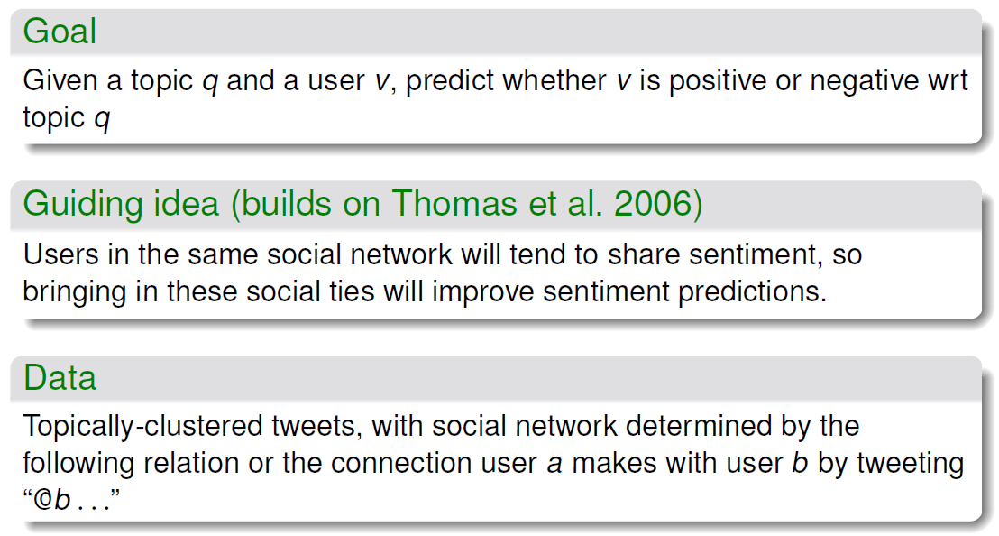 Goal
Given a topic q and a user v, predict whether v is positive or negative wrt
topic q
Guiding idea (builds on Thomas et al. 2006)
Users in the same social network will tend to share sentiment, so
bringing in these social ties will improve sentiment predictions.
Data
Topically-clustered tweets, with social network determined by the
following relation or the connection user a makes with user b by tweeting
“@b . . .”